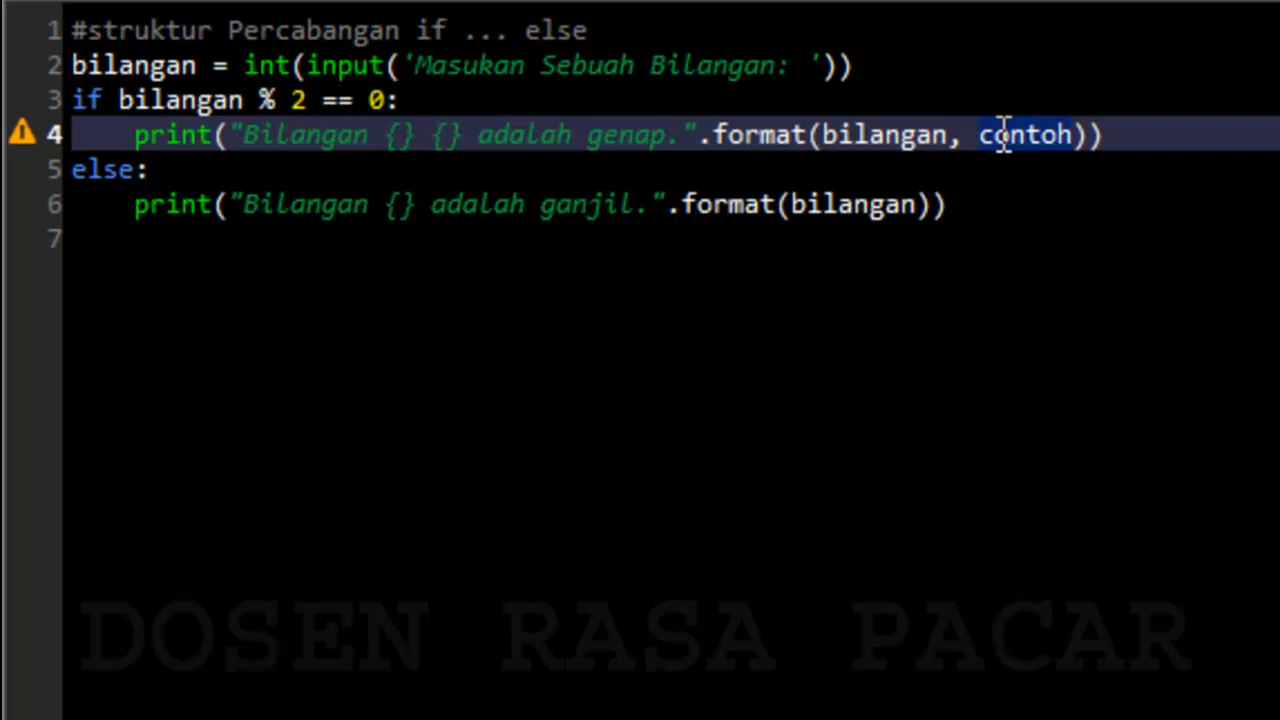 1 #struktur Percabangan if ... else
2 bilangan = int(input('Masukan Sebuah Bilangan: '))
3 if bilangan % 2 == 0:
4     print("Bilangan {} {} adalah genap.".format(bilangan, contoh))
5 else:
6     print("Bilangan {} adalah ganjil.".format(bilangan))
7
DOSEN RASA PACAR